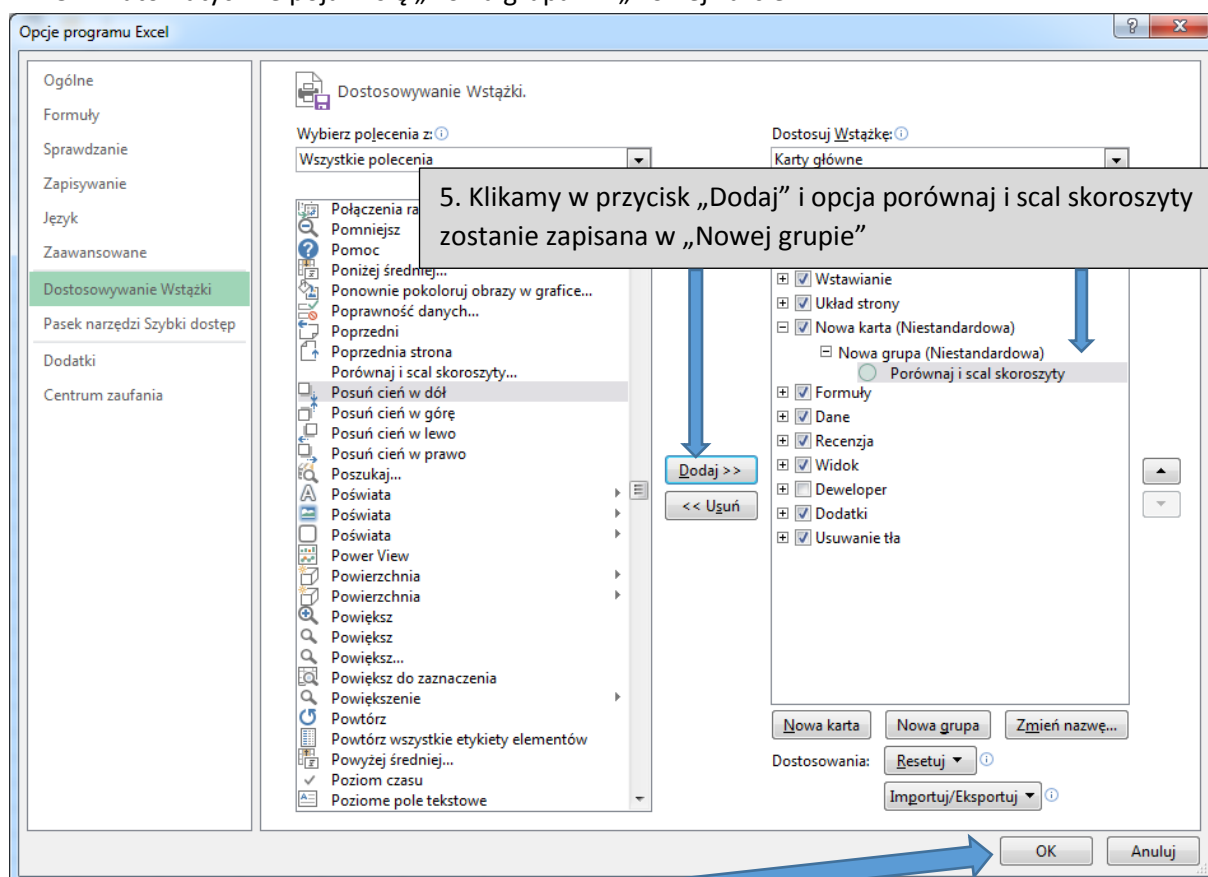 Opcje programu Excel
Ogólne
Formuły
Sprawdzanie
Zapisywanie
Język
Zaawansowane
Dostosowywanie Wstążki
Pasek narzędzi Szybki dostęp
Dodatki
Centrum zaufania
Dostosowywanie Wstążki.
Wybierz polecenia z:
Wszystkie polecenia
Dostosuj Wstążkę:
Karty główne
5. Klikamy w przycisk „Dodaj” i opcja porównaj i scal skoroszyty
zostanie zapisana w „Nowej grupie”
Połączenia ra
Pomniejsz
Pomoc
Poniżej średniej...
Ponownie pokoloruj obrazy w grafice...
Poprawność danych...
Poprzedni
Poprzednia strona
Porównaj i scal skoroszyty...
Posuń cień w dół
Posuń cień w górę
Posuń cień w lewo
Posuń cień w prawo
Poszukaj...
Poświata
Poświata
Poświata
Power View
Powierzchnia
Powierzchnia
Powiększ
Powiększ
Powiększ...
Powiększ do zaznaczenia
Powiększenie
Powtórz
Powtórz wszystkie etykiety elementów
Powyżej średniej...
Poziom czasu
Poziome pole tekstowe
Dodaj >>
<< Usuń
Wstawianie
Układ strony
Nowa karta (Niestandardowa)
Nowa grupa (Niestandardowa)
Porównaj i scal skoroszyty
Formuły
Dane
Recenzja
Widok
Deweloper
Dodatki
Usuwanie tła
Nowa karta
Nowa grupa
Zmień nazwę...
Dostosowania:
Resetuj
Importuj/Eksportuj
OK
Anuluj